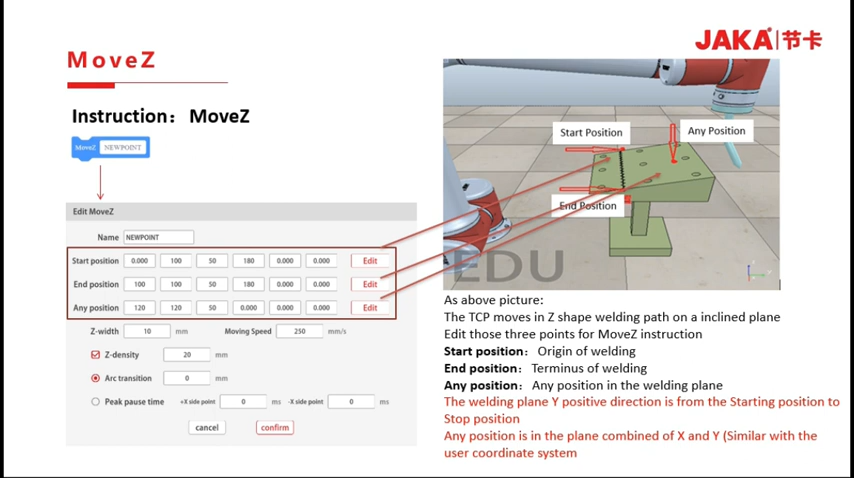 MoveZ
JAKA 节卡
Instruction： MoveZ
MoveZ NEWPOINT
Edit MoveZ
Name NEWPOINT
Start position 0.000 100 50 180 0.000 0.000 Edit
End position 100 100 50 180 0.000 0.000 Edit
Any position 120 120 50 0.000 0.000 0.000 Edit
Z-width 10 mm Moving Speed 250 mm/s
Z-density 20 mm
Arc transition 0 mm
Peak pause time +X side point 0 ms -X side point 0 ms
cancel confirm
Start Position
Any Position
End Position
EDU
As above picture:
The TCP moves in Z shape welding path on a inclined plane
Edit those three points for MoveZ instruction
Start position： Origin of welding
End position： Terminus of welding
Any position： Any position in the welding plane
The welding plane Y positive direction is from the Starting position to
Stop position
Any position is in the plane combined of X and Y (Similar with the
user coordinate system